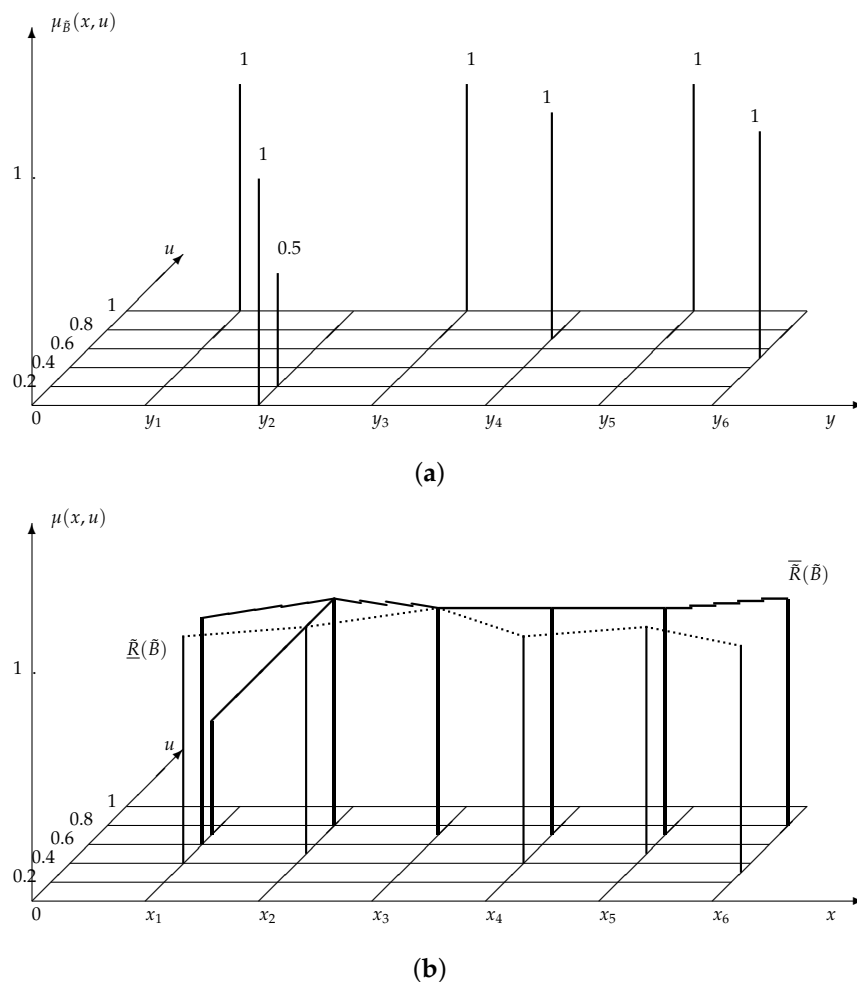 μ_B̃(x, u)
1 1 1
1 1
1
1
0.5
u
1
0.8
0.6
0.4
0.2
0 y₁ y₂ y₃ y₄ y₅ y₆ y
(a)
μ(x, u)
R̃̅(B̃)
R̲̃(B̃)
1
u
1
0.8
0.6
0.4
0.2
0 x₁ x₂ x₃ x₄ x₅ x₆ x
(b)